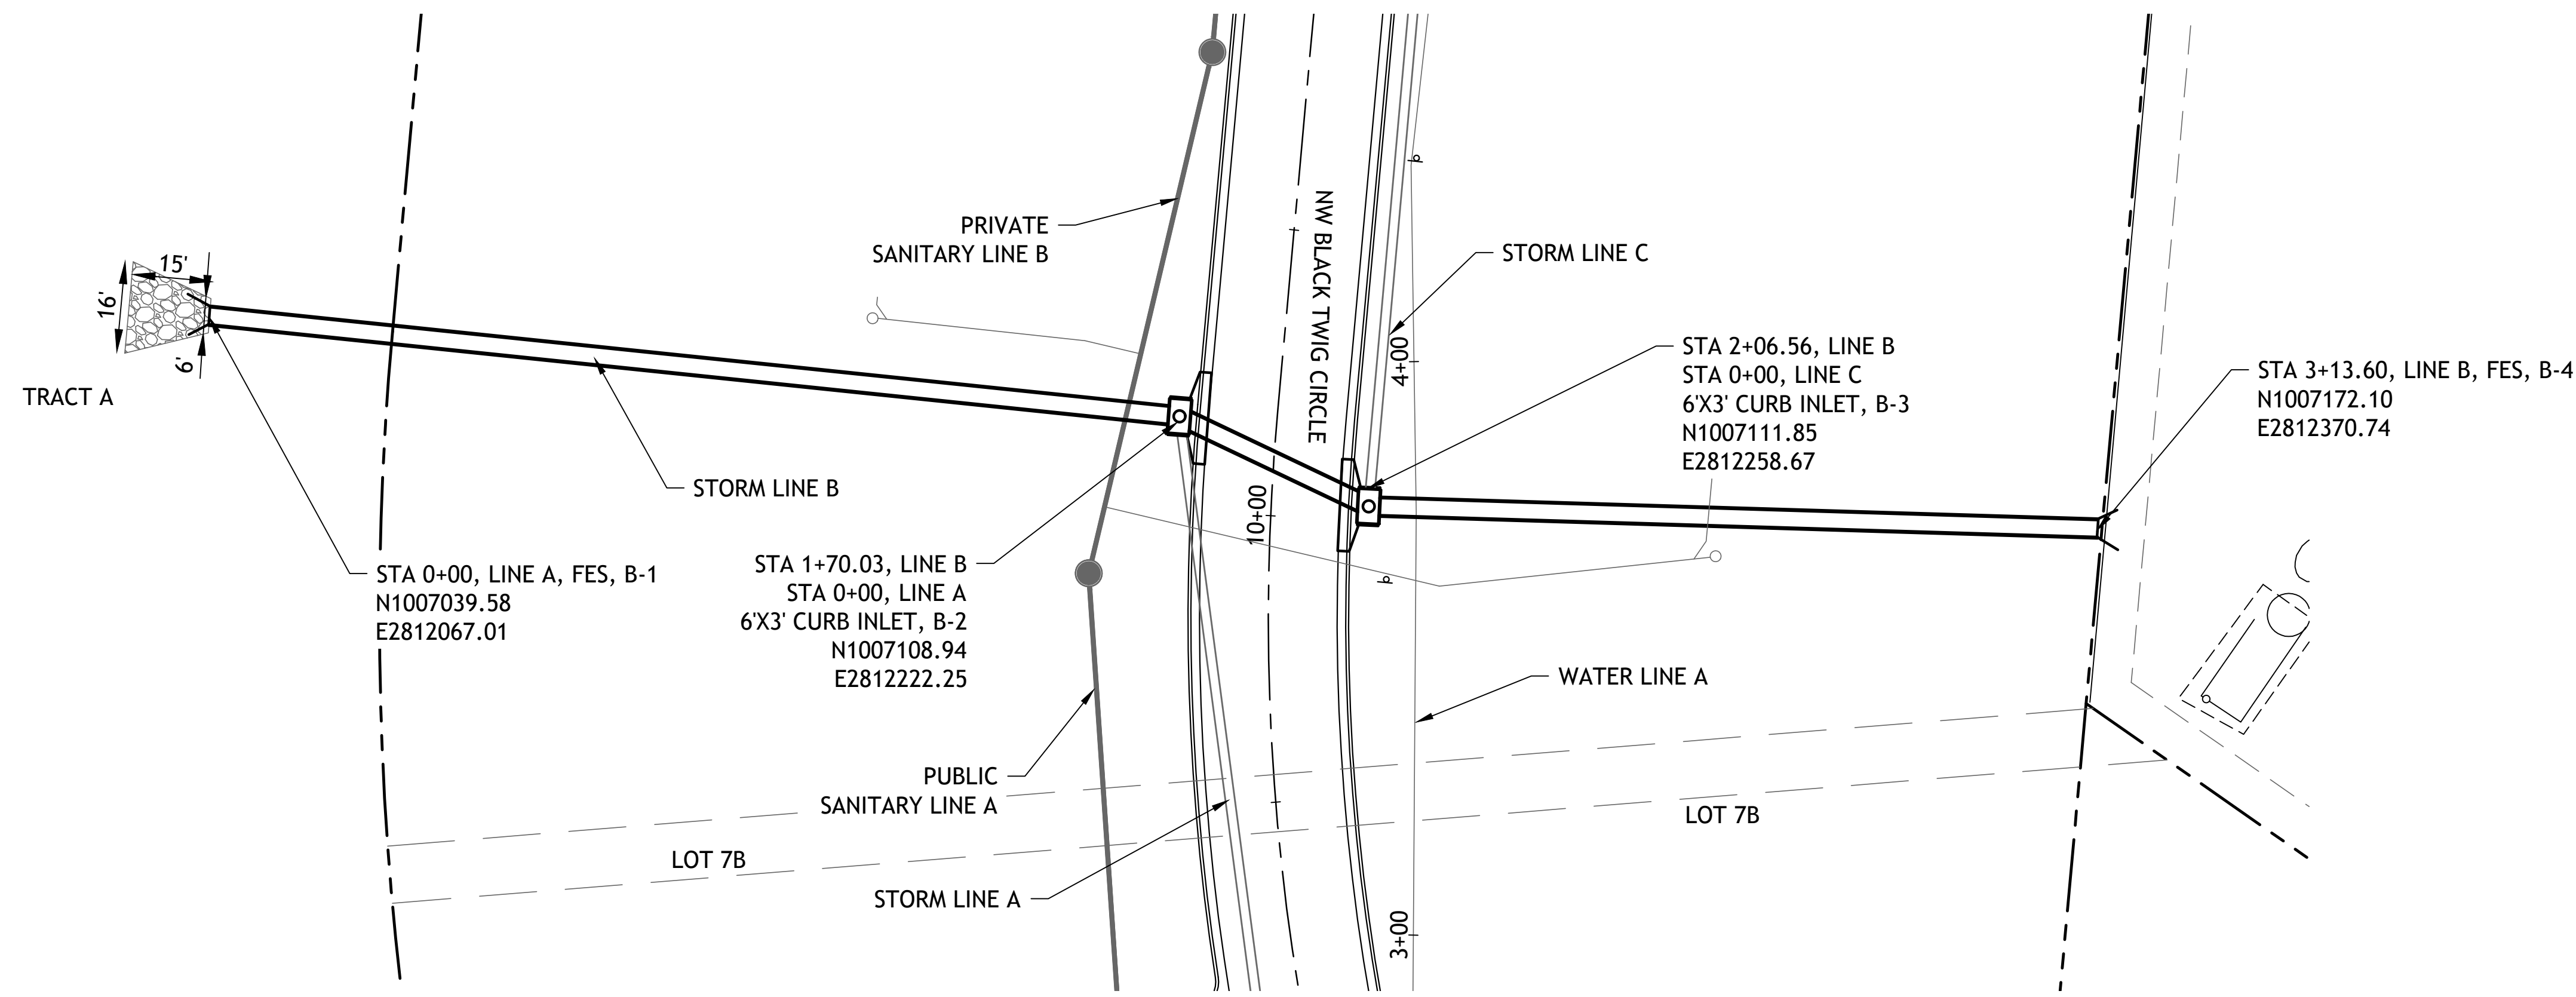 PRIVATE
SANITARY LINE B
NW BLACK TWIG CIRCLE
STORM LINE C
15'
16'
6'
TRACT A
4+00
STA 2+06.56, LINE B
STA 0+00, LINE C
6'X3' CURB INLET, B-3
N1007111.85
E2812258.67
STA 3+13.60, LINE B, FES, B-4
N1007172.10
E2812370.74
STORM LINE B
10+00
STA 0+00, LINE A, FES, B-1
N1007039.58
E2812067.01
STA 1+70.03, LINE B
STA 0+00, LINE A
6'X3' CURB INLET, B-2
N1007108.94
E2812222.25
WATER LINE A
PUBLIC
SANITARY LINE A
LOT 7B
LOT 7B
STORM LINE A
3+00